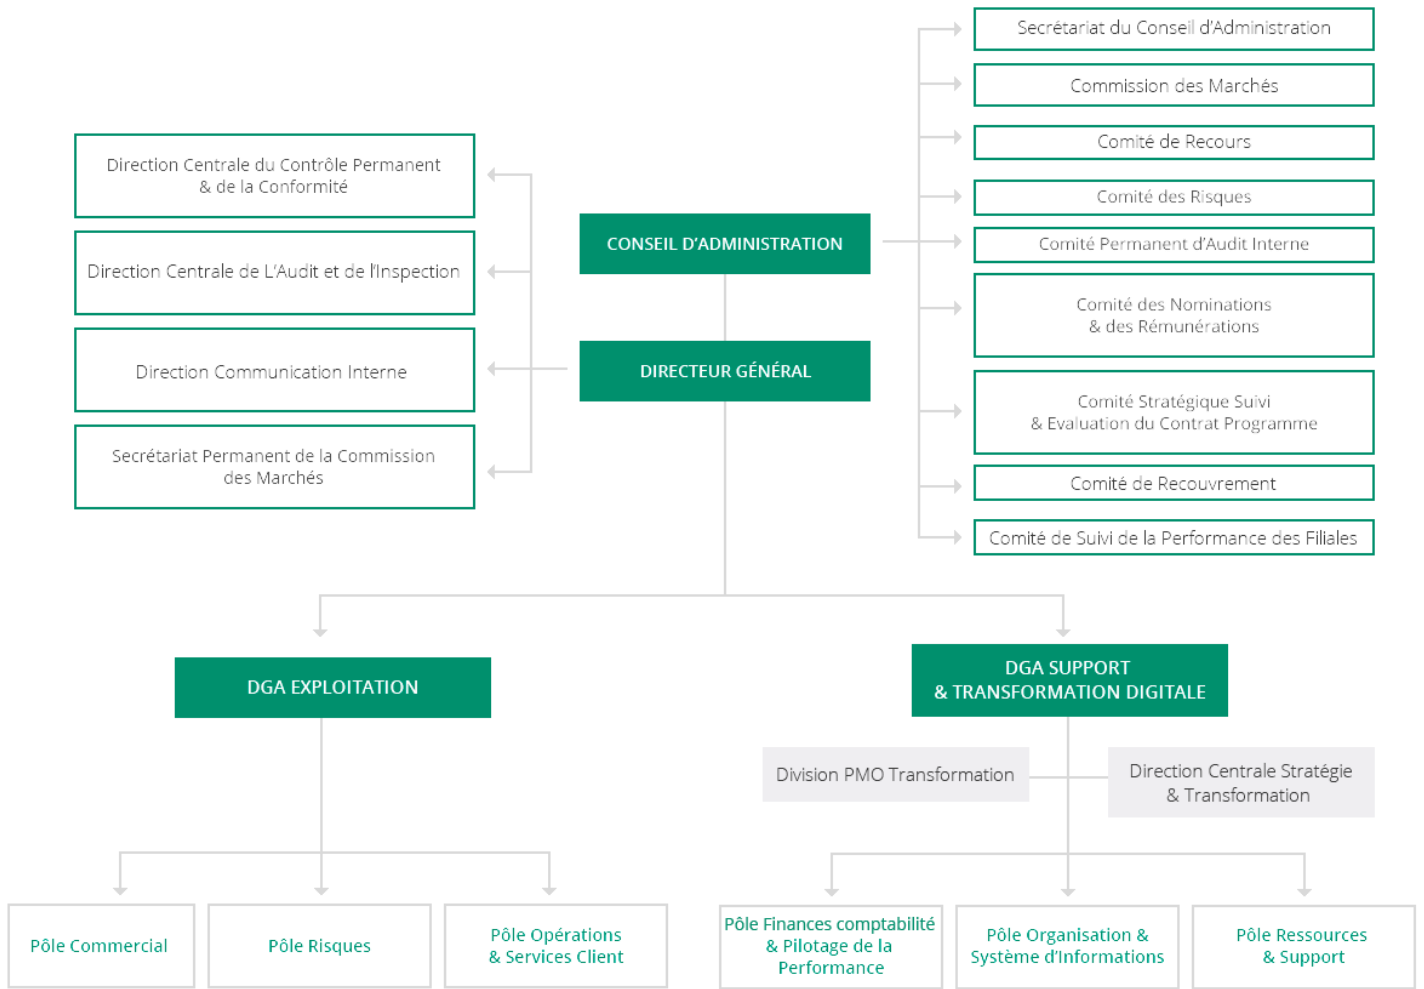 Secrétariat du Conseil d’Administration
Commission des Marchés
Comité de Recours
Comité des Risques
Comité Permanent d’Audit Interne
Comité des Nominations
& des Rémunérations
Comité Stratégique Suivi
& Evaluation du Contrat Programme
Comité de Recouvrement
Comité de Suivi de la Performance des Filiales
Direction Centrale du Contrôle Permanent
& de la Conformité
Direction Centrale de L’Audit et de l’Inspection
Direction Communication Interne
Secrétariat Permanent de la Commission
des Marchés
CONSEIL D’ADMINISTRATION
DIRECTEUR GÉNÉRAL
DGA EXPLOITATION
DGA SUPPORT
& TRANSFORMATION DIGITALE
Division PMO Transformation
Direction Centrale Stratégie
& Transformation
Pôle Commercial
Pôle Risques
Pôle Opérations
& Services Client
Pôle Finances comptabilité
& Pilotage de la
Performance
Pôle Organisation &
Système d’Informations
Pôle Ressources
& Support